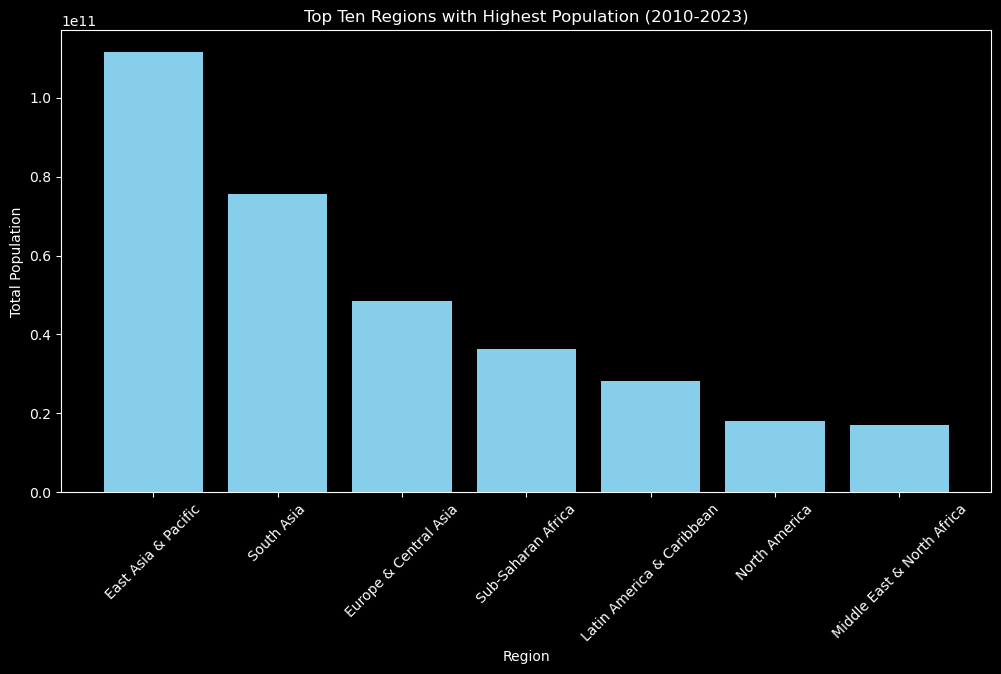 Top Ten Regions with Highest Population (2010-2023)
1e11
1.0
0.8
0.6
0.4
0.2
0.0
Total Population
East Asia & Pacific
South Asia
Europe & Central Asia
Sub-Saharan Africa
Latin America & Caribbean
North America
Middle East & North Africa
Region